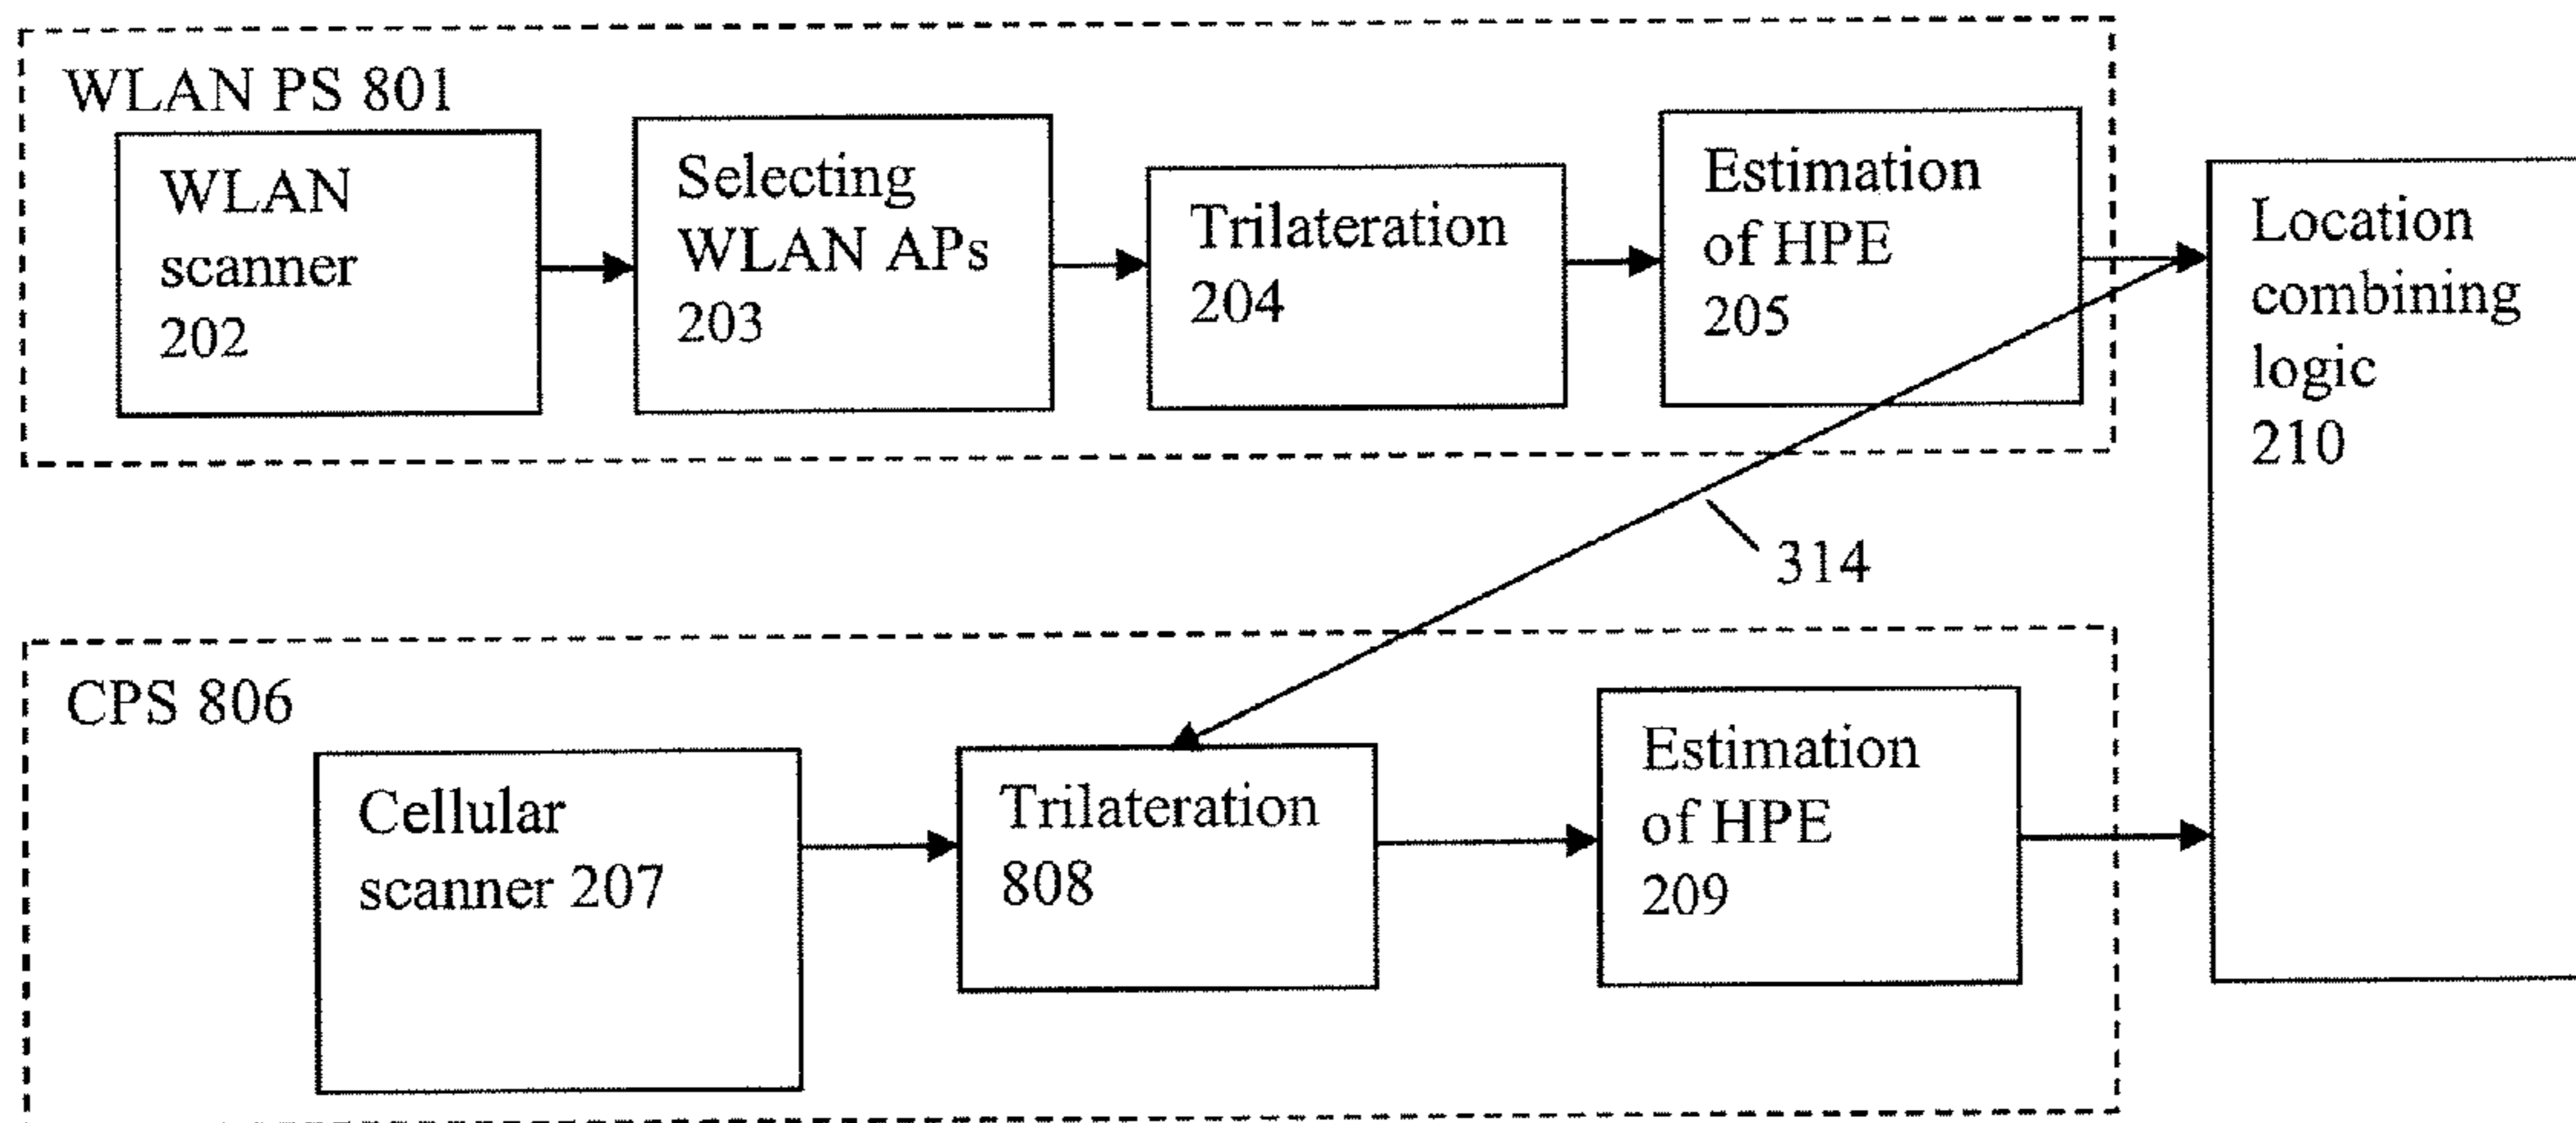 WLAN PS 801
WLAN
scanner
202
Selecting
WLAN APs
203
Trilateration
204
Estimation
of HPE
205
Location
combining
logic
210
314
CPS 806
Cellular
scanner 207
Trilateration
808
Estimation
of HPE
209